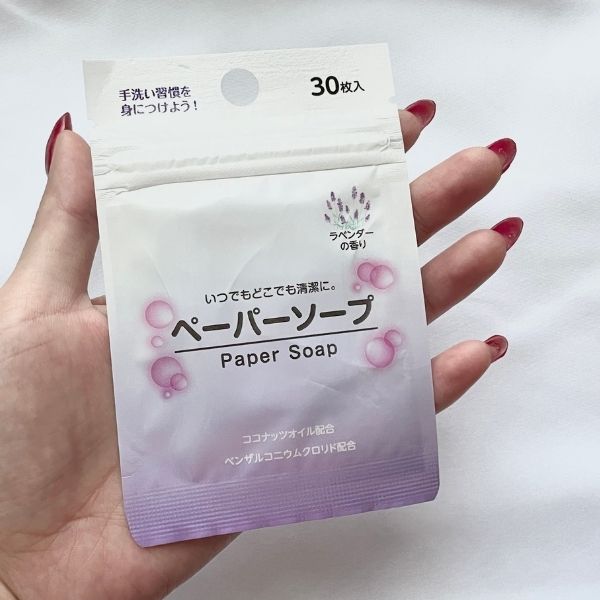 手洗い習慣を
身につけよう!
30枚入
ラベンダー
の香り
いつでもどこでも清潔に。
ペーパーソープ
Paper Soap
ココナッツオイル配合
ベンザルコニウムクロリド配合